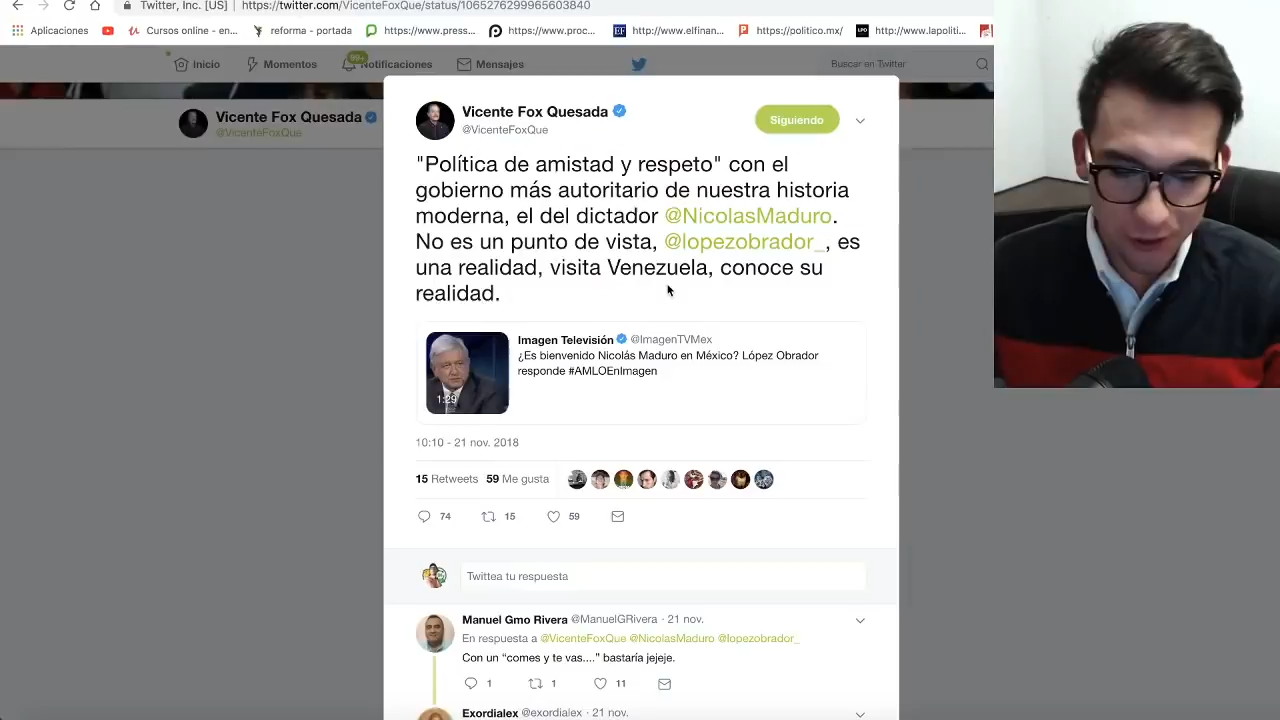 Twitter, Inc. [US] | https://twitter.com/VicenteFoxQue/status/1065276299965603840
Aplicaciones Cursos online - en... reforma - portada https://www.press... https://www.proc... http://www.elfinan... https://politico.mx/ http://www.lapoliti...
Inicio Momentos 99+ Notificaciones Mensajes Buscar en Twitter
Vicente Fox Quesada
@VicenteFoxQue
Vicente Fox Quesada
@VicenteFoxQue
Siguiendo
"Política de amistad y respeto" con el
gobierno más autoritario de nuestra historia
moderna, el del dictador @NicolasMaduro.
No es un punto de vista, @lopezobrador_, es
una realidad, visita Venezuela, conoce su
realidad.
Imagen Televisión @ImagenTVMex
¿Es bienvenido Nicolás Maduro en México? López Obrador
responde #AMLOEnImagen
1:29
10:10 - 21 nov. 2018
15 Retweets 59 Me gusta
74 15 59
Twittea tu respuesta
Manuel Gmo Rivera @ManuelGRivera · 21 nov.
En respuesta a @VicenteFoxQue @NicolasMaduro @lopezobrador_
Con un “comes y te vas....” bastaría jejeje.
1 1 11
Exordialex @exordialex · 21 nov.